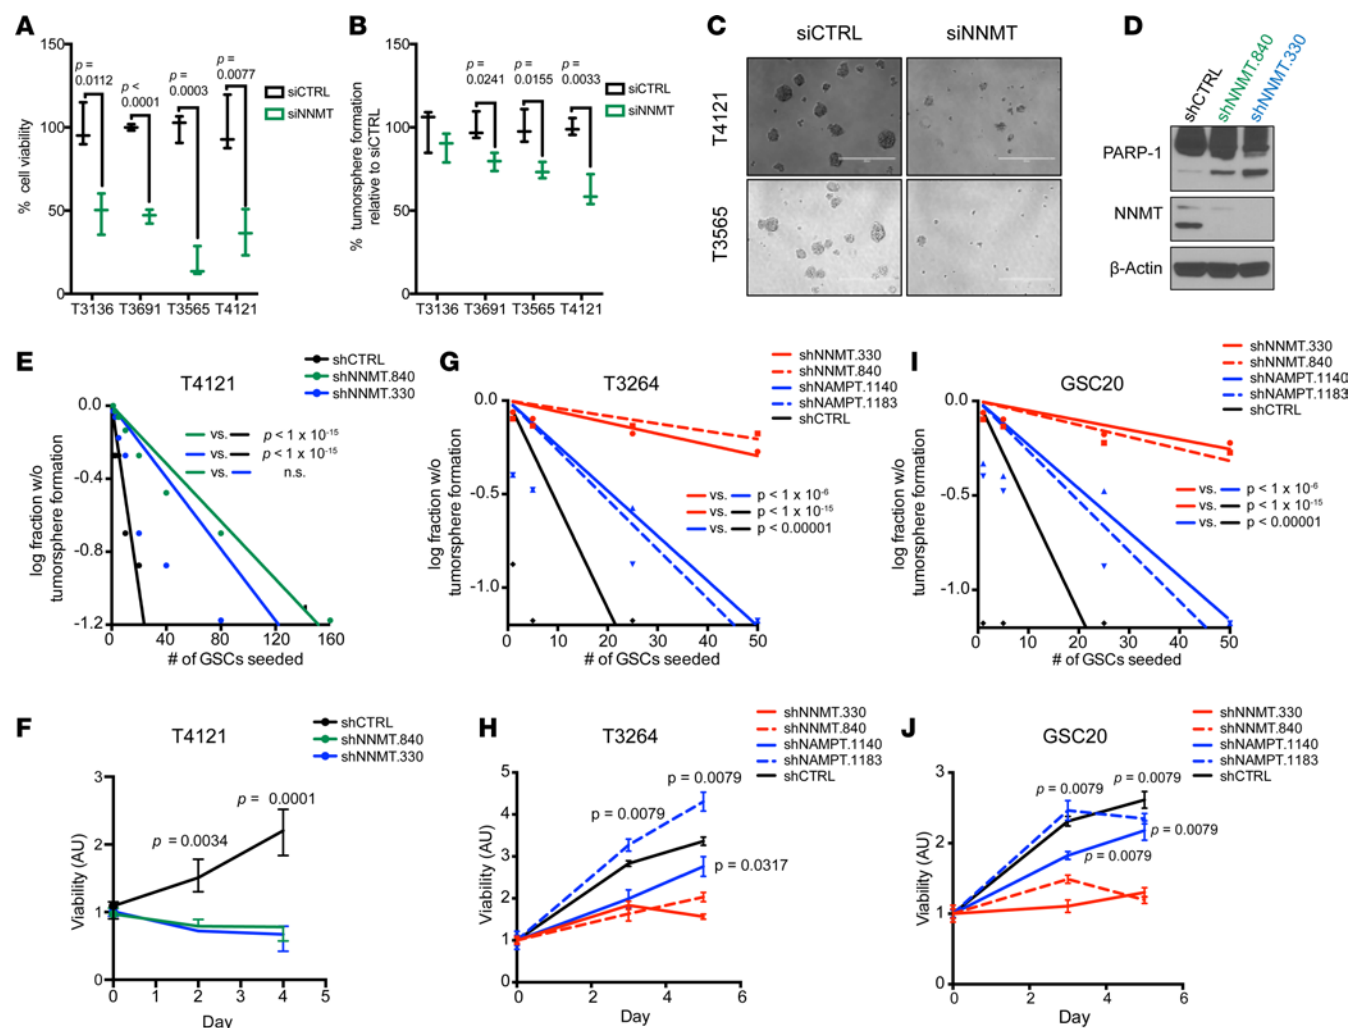 A
150
100
50
0
% cell viability
p =
0.0112
p <
0.0001
p =
0.0003
p =
0.0077
siCTRL
siNNMT
T3136 T3691 T3565 T4121
B
150
100
50
0
% tumorsphere formation
relative to siCTRL
p =
0.0241
p =
0.0155
p =
0.0033
siCTRL
siNNMT
T3136 T3691 T3565 T4121
C
siCTRL siNNMT
T4121
T3565
D
shCTRL
shNNMT.840
shNNMT.330
PARP-1
NNMT
β-Actin
E
T4121
shCTRL
shNNMT.840
shNNMT.330
log fraction w/o
tumorsphere formation
0.0
-0.4
-0.8
-1.2
vs. p < 1 x 10⁻¹⁵
vs. p < 1 x 10⁻¹⁵
vs. n.s.
0 40 80 120 160
# of GSCs seeded
G
T3264
shNNMT.330
shNNMT.840
shNAMPT.1140
shNAMPT.1183
shCTRL
log fraction w/o
tumorsphere formation
0.0
-0.5
-1.0
vs. p < 1 x 10⁻⁶
vs. p < 1 x 10⁻¹⁵
vs. p < 0.00001
0 10 20 30 40 50
# of GSCs seeded
I
GSC20
shNNMT.330
shNNMT.840
shNAMPT.1140
shNAMPT.1183
shCTRL
log fraction w/o
tumorsphere formation
0.0
-0.5
-1.0
vs. p < 1 x 10⁻⁶
vs. p < 1 x 10⁻¹⁵
vs. p < 0.00001
0 10 20 30 40 50
# of GSCs seeded
F
T4121
shCTRL
shNNMT.840
shNNMT.330
Viability (AU)
3
2
1
0
p = 0.0034
p = 0.0001
0 1 2 3 4 5
Day
H
T3264
shNNMT.330
shNNMT.840
shNAMPT.1140
shNAMPT.1183
shCTRL
Viability (AU)
5
4
3
2
1
0
p = 0.0079
p = 0.0079
p = 0.0317
0 2 4 6
Day
J
GSC20
shNNMT.330
shNNMT.840
shNAMPT.1140
shNAMPT.1183
shCTRL
Viability (AU)
3
2
1
0
p = 0.0079
p = 0.0079
p = 0.0079
p = 0.0079
0 2 4 6
Day